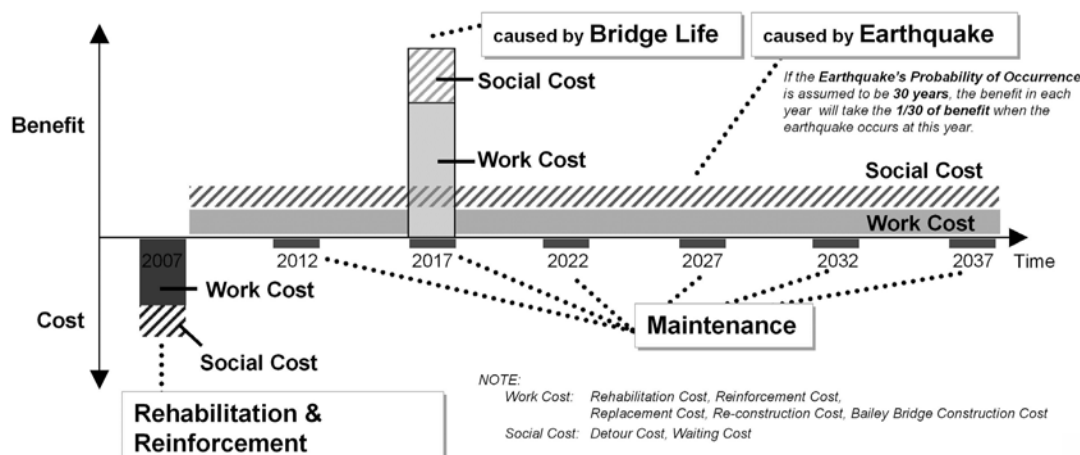 caused by Bridge Life
caused by Earthquake
Social Cost
If the Earthquake's Probability of Occurrence
is assumed to be 30 years, the benefit in each
year will take the 1/30 of benefit when the
earthquake occurs at this year.
Benefit
Work Cost
Social Cost
Work Cost
2007
2012
2017
2022
2027
2032
2037
Time
Work Cost
Cost
Maintenance
Social Cost
NOTE:
Work Cost: Rehabilitation Cost, Reinforcement Cost,
Replacement Cost, Re-construction Cost, Bailey Bridge Construction Cost
Social Cost: Detour Cost, Waiting Cost
Rehabilitation &
Reinforcement